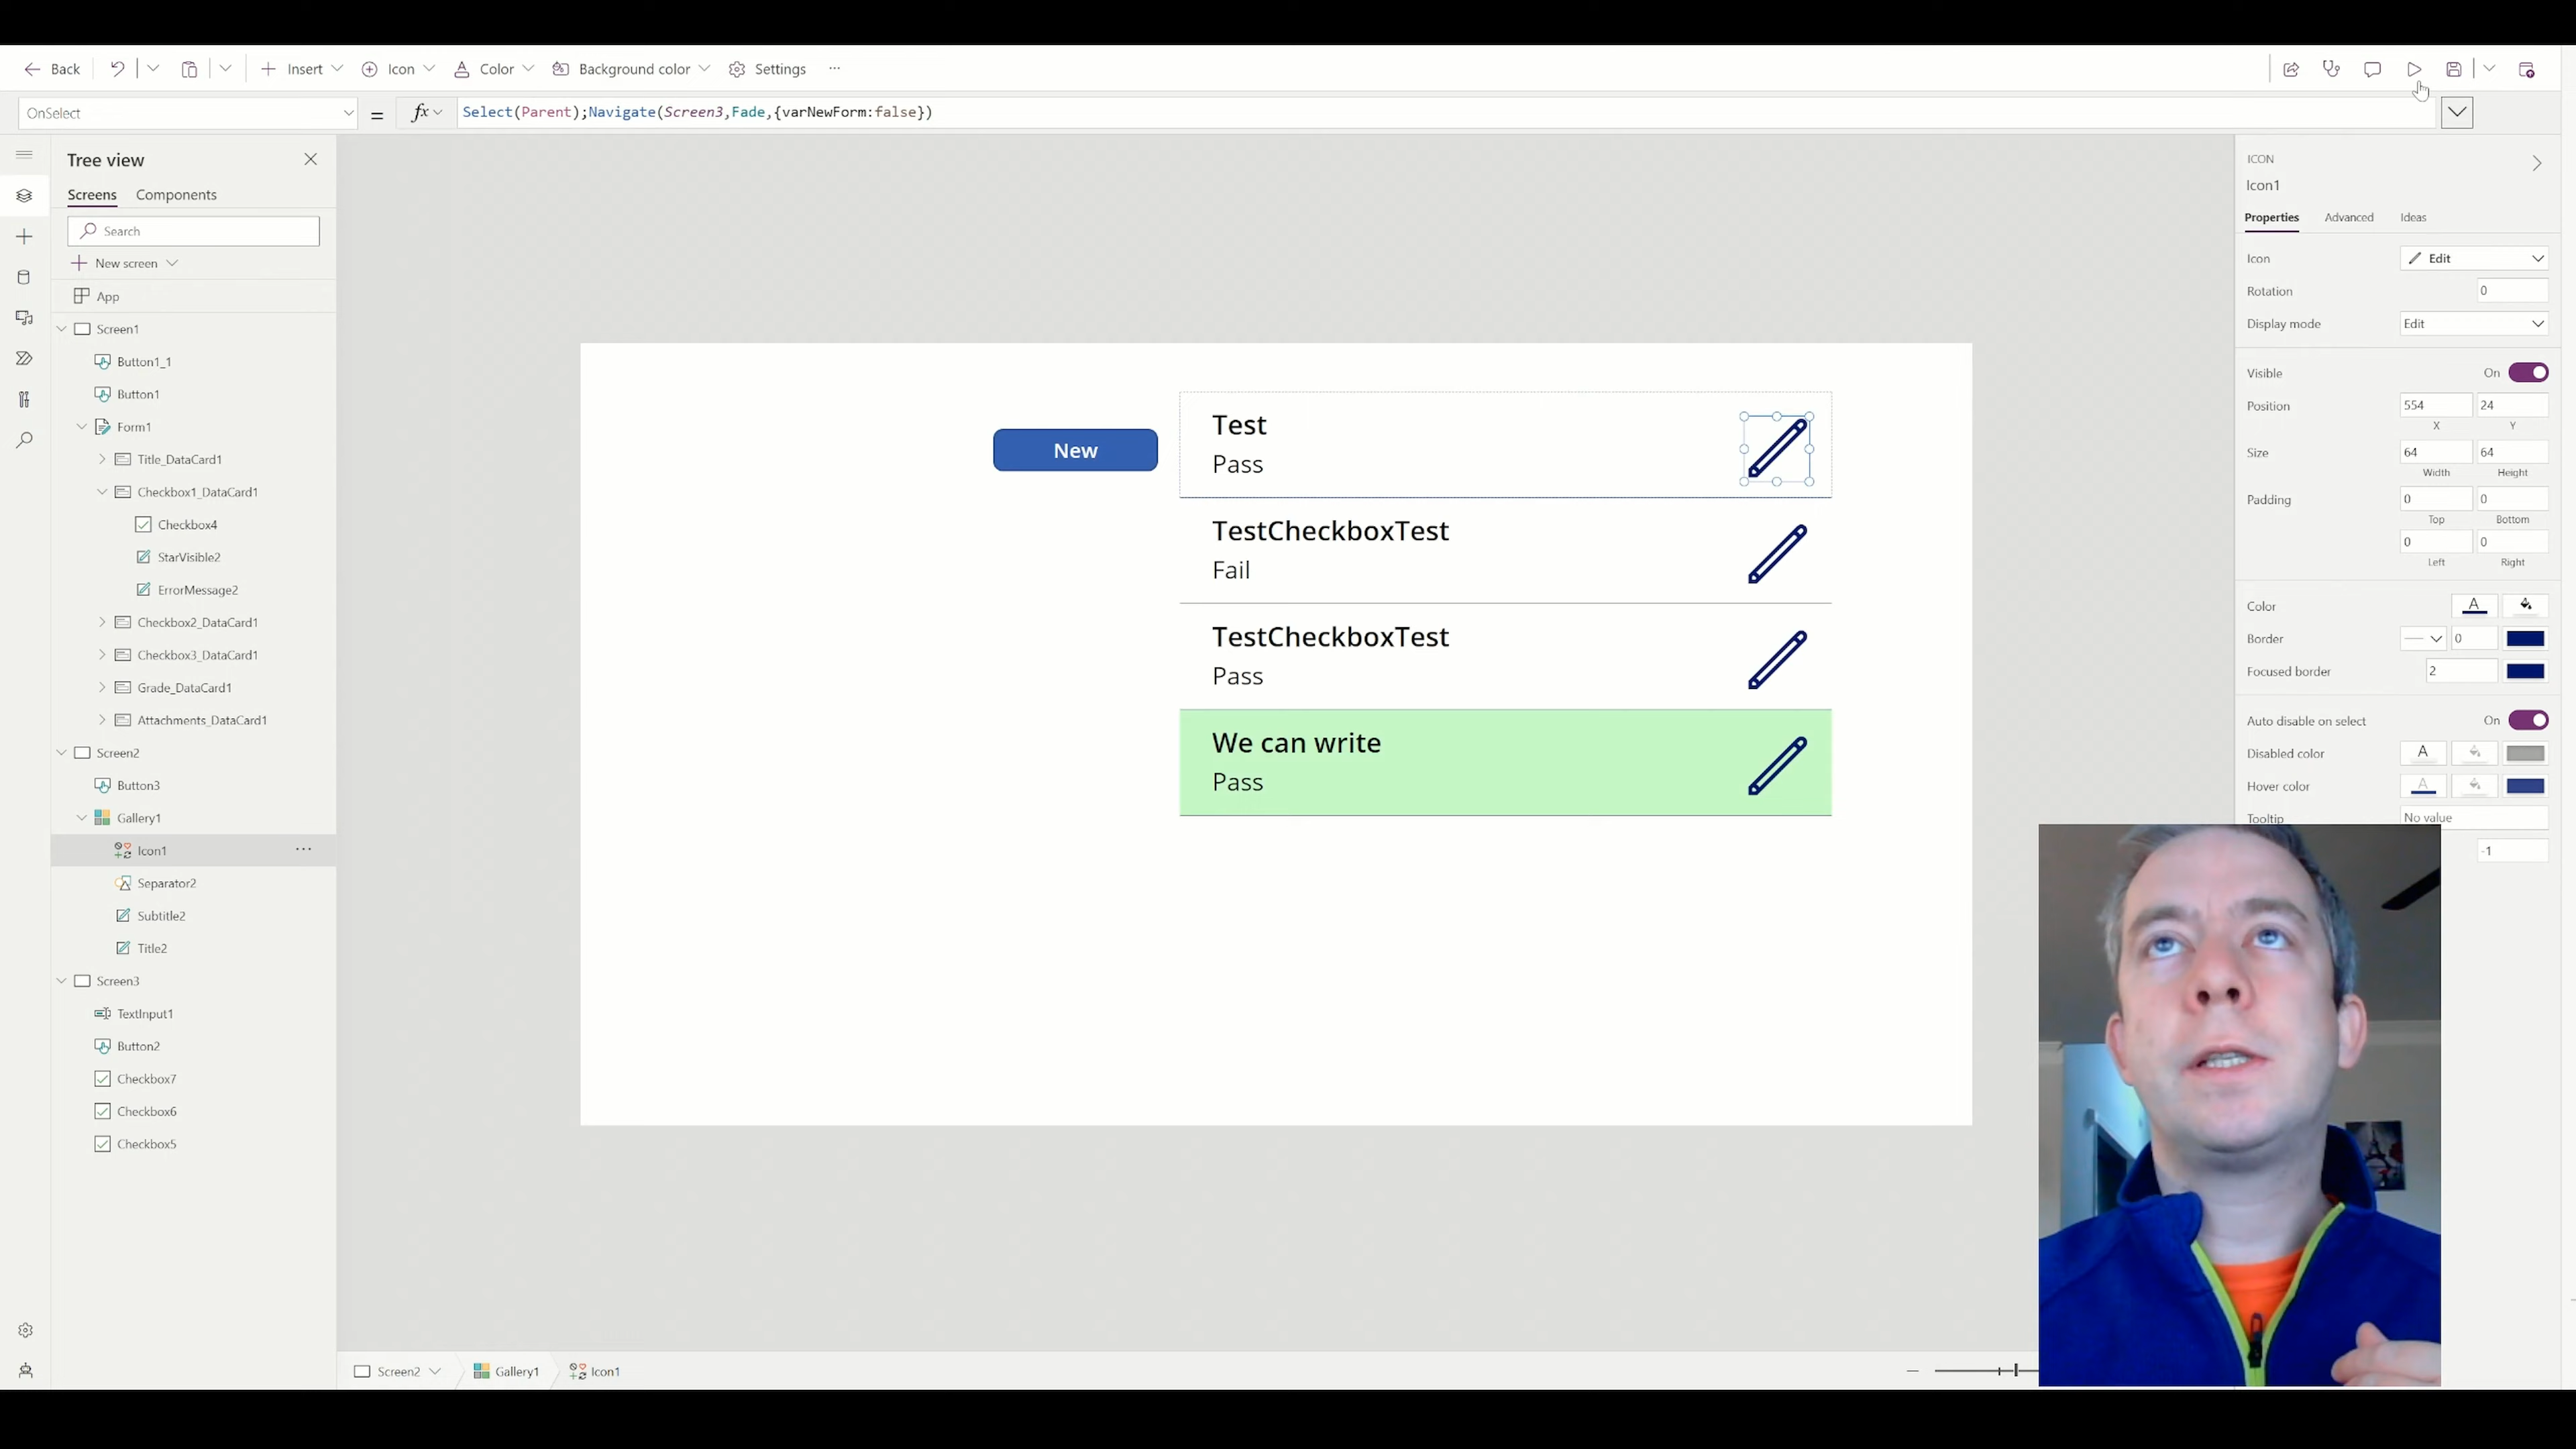 Back
Insert
Icon
Color
Background color
Settings
OnSelect
=
fx
Select(Parent);Navigate(Screen3,Fade,{varNewForm:false})
Tree view
Screens
Components
Search
New screen
App
Screen1
Button1_1
Button1
Form1
Title_DataCard1
Checkbox1_DataCard1
Checkbox4
StarVisible2
ErrorMessage2
Checkbox2_DataCard1
Checkbox3_DataCard1
Grade_DataCard1
Attachments_DataCard1
Screen2
Button3
Gallery1
Icon1
Separator2
Subtitle2
Title2
Screen3
TextInput1
Button2
Checkbox7
Checkbox6
Checkbox5
New
Test
Pass
TestCheckboxTest
Fail
TestCheckboxTest
Pass
We can write
Pass
Screen2
Gallery1
Icon1
ICON
Icon1
Properties
Advanced
Ideas
Icon
Edit
Rotation
0
Display mode
Edit
Visible
On
Position
554
24
X
Y
Size
64
64
Width
Height
Padding
0
0
Top
Bottom
0
0
Left
Right
Color
A
Border
0
Focused border
2
Auto disable on select
On
Disabled color
A
Hover color
A
Tooltip
No value
-1